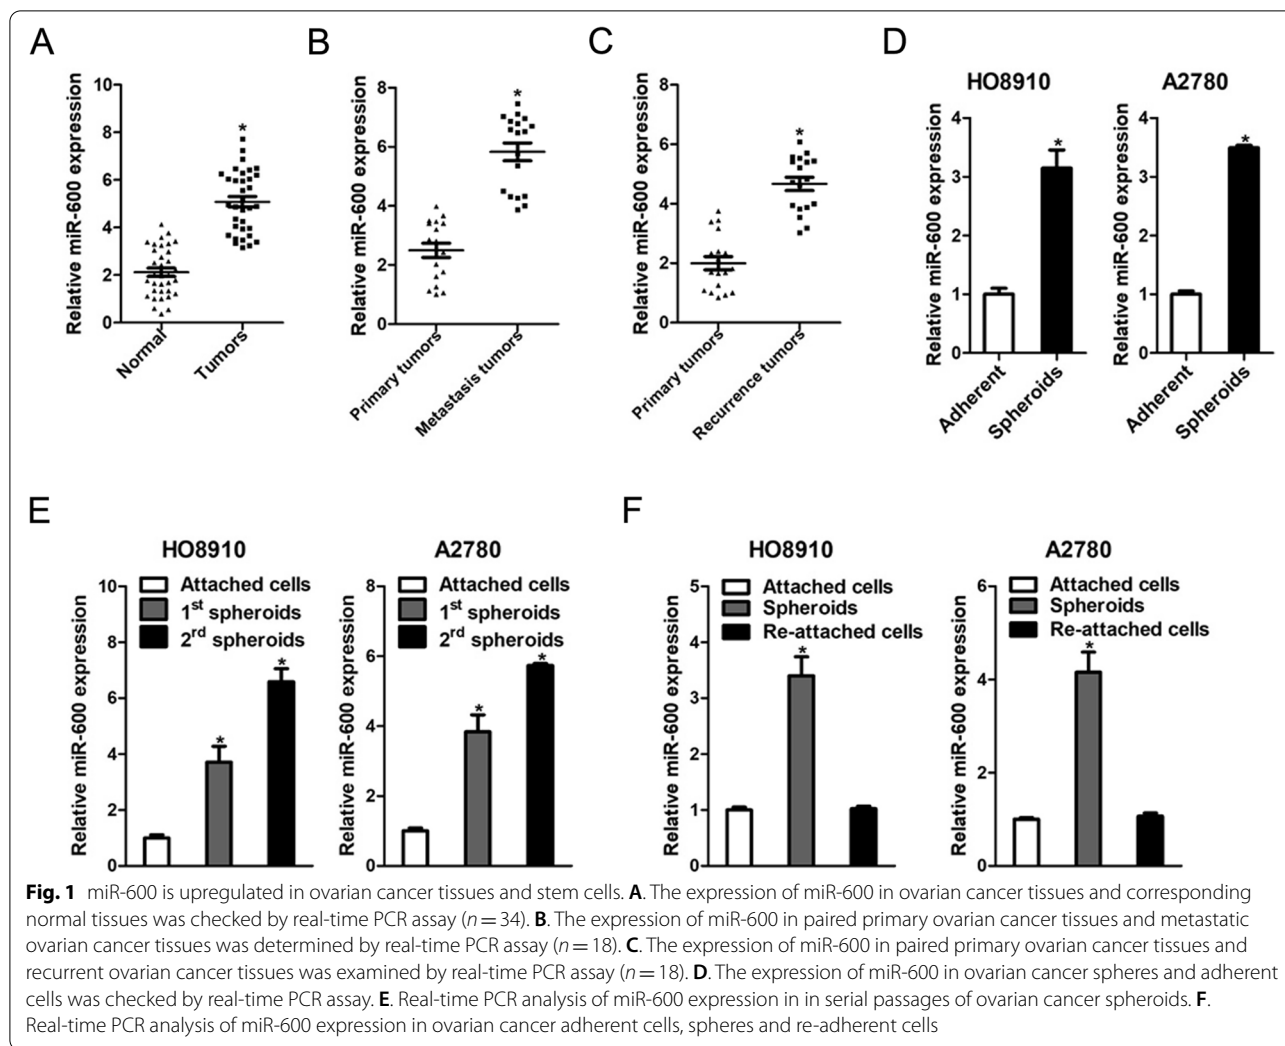 A
Relative miR-600 expression
10
8
6
4
2
0
*
Normal
Tumors
B
Relative miR-600 expression
8
6
4
2
0
*
Primary tumors
Metastasis tumors
C
Relative miR-600 expression
8
6
4
2
0
*
Primary tumors
Recurrence tumors
D
HO8910
Relative miR-600 expression
4
3
2
1
0
*
Adherent
Spheroids
A2780
Relative miR-600 expression
4
3
2
1
0
*
Adherent
Spheroids
E
HO8910
Relative miR-600 expression
10
8
6
4
2
0
Attached cells
1st spheroids
2rd spheroids
*
*
A2780
Relative miR-600 expression
8
6
4
2
0
Attached cells
1st spheroids
2rd spheroids
*
*
F
HO8910
Relative miR-600 expression
5
4
3
2
1
0
Attached cells
Spheroids
Re-attached cells
*
A2780
Relative miR-600 expression
6
4
2
0
Attached cells
Spheroids
Re-attached cells
*
Fig. 1 miR-600 is upregulated in ovarian cancer tissues and stem cells. A. The expression of miR-600 in ovarian cancer tissues and corresponding
normal tissues was checked by real-time PCR assay (n = 34). B. The expression of miR-600 in paired primary ovarian cancer tissues and metastatic
ovarian cancer tissues was determined by real-time PCR assay (n = 18). C. The expression of miR-600 in paired primary ovarian cancer tissues and
recurrent ovarian cancer tissues was examined by real-time PCR assay (n = 18). D. The expression of miR-600 in ovarian cancer spheres and adherent
cells was checked by real-time PCR assay. E. Real-time PCR analysis of miR-600 expression in in serial passages of ovarian cancer spheroids. F.
Real-time PCR analysis of miR-600 expression in ovarian cancer adherent cells, spheres and re-adherent cells